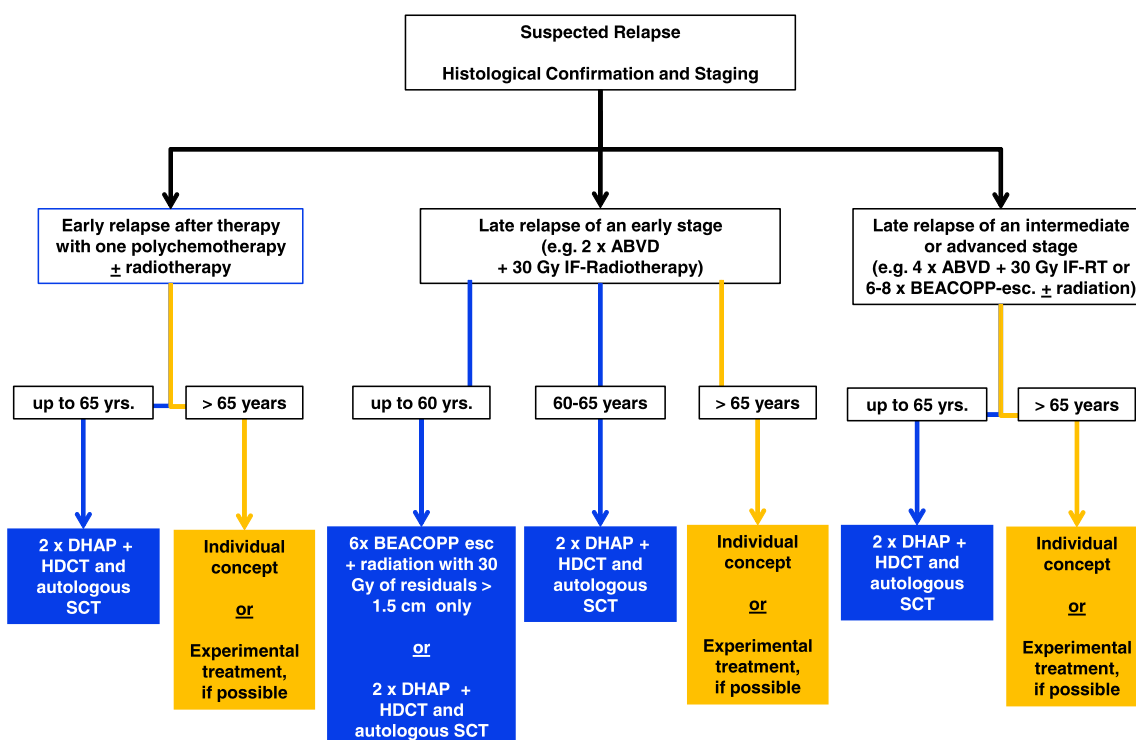 Suspected Relapse
Histological Confirmation and Staging
Early relapse after therapy
with one polychemotherapy
± radiotherapy
Late relapse of an early stage
(e.g. 2 x ABVD
+ 30 Gy IF-Radiotherapy)
Late relapse of an intermediate
or advanced stage
(e.g. 4 x ABVD + 30 Gy IF-RT or
6-8 x BEACOPP-esc. ± radiation)
up to 65 yrs.
> 65 years
up to 60 yrs.
60-65 years
> 65 years
up to 65 yrs.
> 65 years
2 x DHAP +
HDCT and
autologous
SCT
Individual
concept
or
Experimental
treatment,
if possible
6x BEACOPP esc
+ radiation with 30
Gy of residuals >
1.5 cm only
or
2 x DHAP +
HDCT and
autologous SCT
2 x DHAP +
HDCT and
autologous
SCT
Individual
concept
or
Experimental
treatment,
if possible
2 x DHAP +
HDCT and
autologous
SCT
Individual
concept
or
Experimental
treatment,
if possible